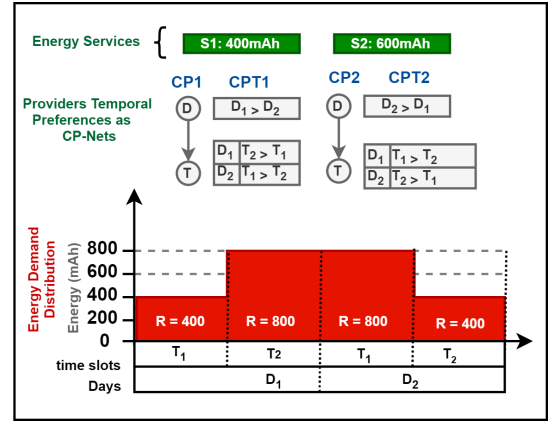 Energy Services { S1: 400mAh S2: 600mAh
CP1 CPT1 CP2 CPT2
Providers Temporal
Preferences as
CP-Nets
D D₁ > D₂ D D₂ > D₁
T D₁ T₂ > T₁ T D₁ T₁ > T₂
D₂ T₁ > T₂ D₂ T₂ > T₁
Energy Demand
Distribution
Energy (mAh)
800
600
400
200
0
R = 400 R = 800 R = 800 R = 400
time slots T₁ T₂ T₁ T₂
Days D₁ D₂